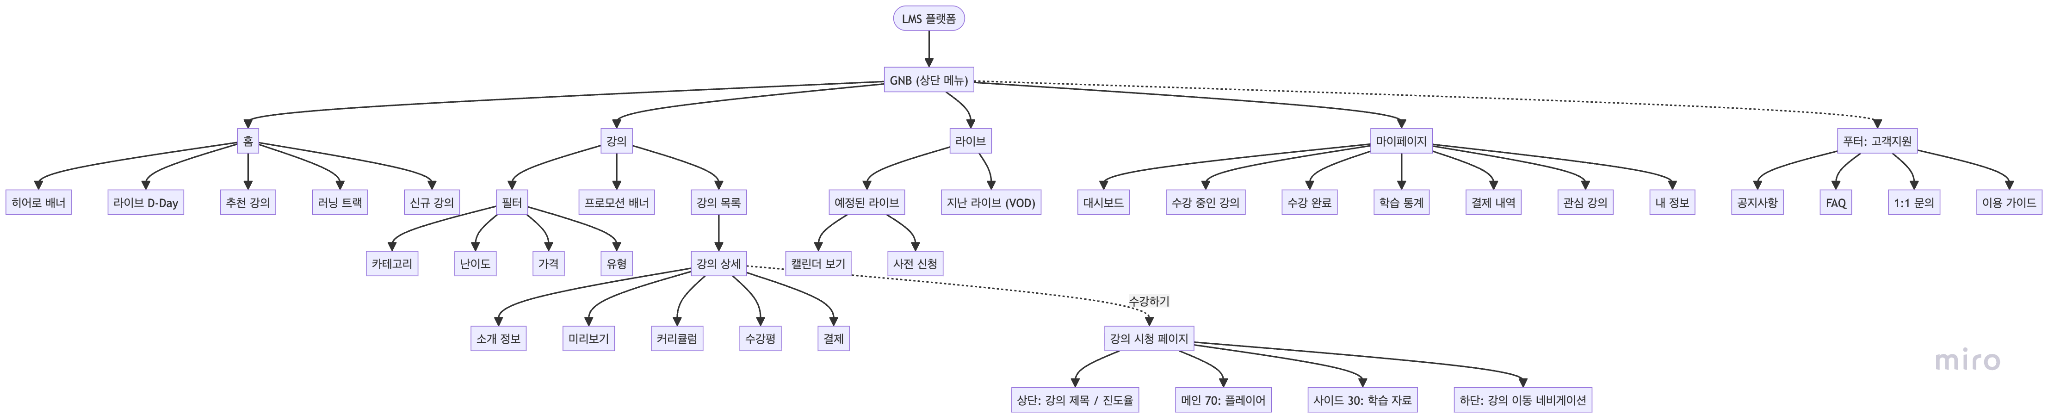 LMS 플랫폼
GNB (상단 메뉴)
홈
강의
라이브
마이페이지
푸터: 고객지원
히어로 배너
라이브 D-Day
추천 강의
러닝 트랙
신규 강의
필터
프로모션 배너
강의 목록
예정된 라이브
지난 라이브 (VOD)
대시보드
수강 중인 강의
수강 완료
학습 통계
결제 내역
관심 강의
내 정보
공지사항
FAQ
1:1 문의
이용 가이드
카테고리
난이도
가격
유형
강의 상세
캘린더 보기
사전 신청
수강하기
소개 정보
미리보기
커리큘럼
수강평
결제
강의 시청 페이지
상단: 강의 제목 / 진도율
메인 70: 플레이어
사이드 30: 학습 자료
하단: 강의 이동 네비게이션
miro